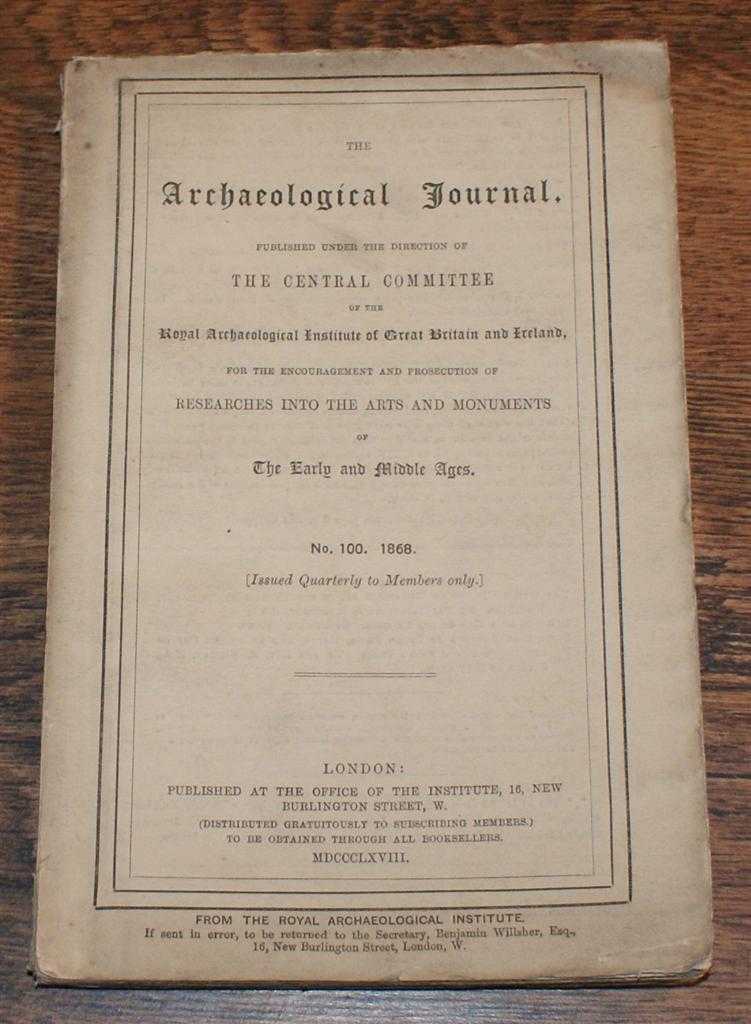 THE
Archaeological Journal.
PUBLISHED UNDER THE DIRECTION OF
THE CENTRAL COMMITTEE
OF THE
Royal Archaeological Institute of Great Britain and Ireland,
FOR THE ENCOURAGEMENT AND PROSECUTION OF
RESEARCHES INTO THE ARTS AND MONUMENTS
OF
The Early and Middle Ages.
No. 100. 1868.
[Issued Quarterly to Members only.]
LONDON:
PUBLISHED AT THE OFFICE OF THE INSTITUTE, 16, NEW
BURLINGTON STREET, W.
(DISTRIBUTED GRATUITOUSLY TO SUBSCRIBING MEMBERS.)
TO BE OBTAINED THROUGH ALL BOOKSELLERS.
MDCCCLXVIII.
FROM THE ROYAL ARCHAEOLOGICAL INSTITUTE.
If sent in error, to be returned to the Secretary, Benjamin Willsher, Esq.,
16, New Burlington Street, London, W.